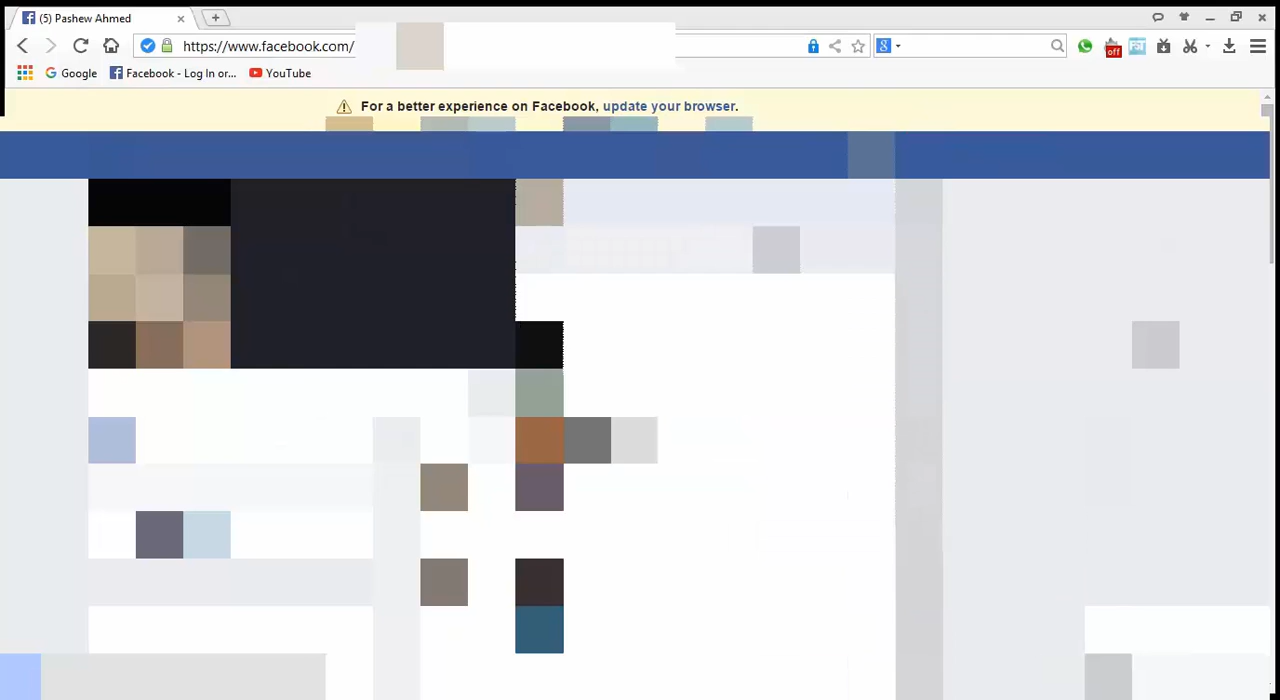 (5) Pashew Ahmed
https://www.facebook.com/
off
Google
Facebook - Log In or...
YouTube
For a better experience on Facebook, update your browser.